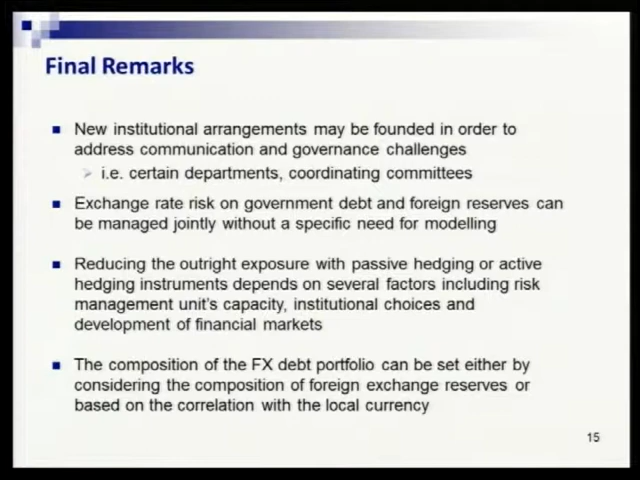 Final Remarks
New institutional arrangements may be founded in order to
address communication and governance challenges
i.e. certain departments, coordinating committees
Exchange rate risk on government debt and foreign reserves can
be managed jointly without a specific need for modelling
Reducing the outright exposure with passive hedging or active
hedging instruments depends on several factors including risk
management unit's capacity, institutional choices and
development of financial markets
The composition of the FX debt portfolio can be set either by
considering the composition of foreign exchange reserves or
based on the correlation with the local currency
15